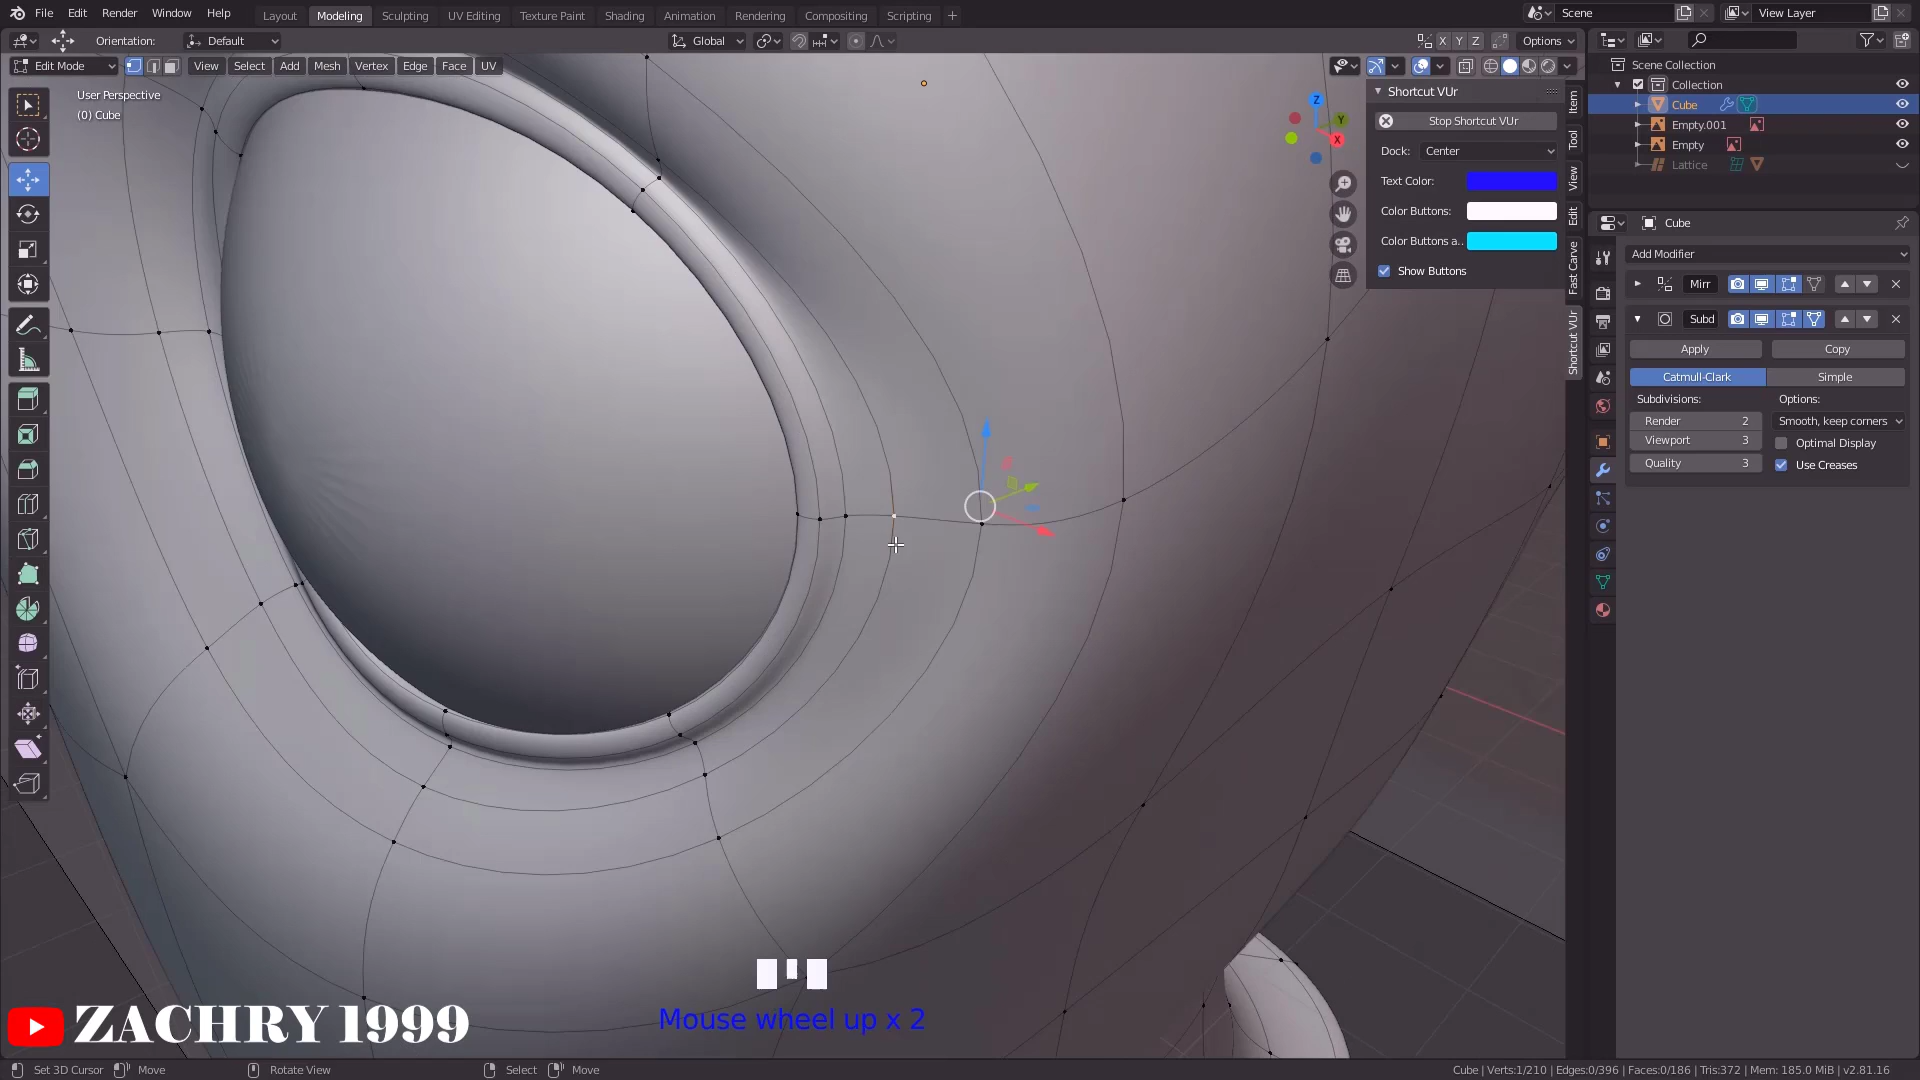 File Edit Render Window Help Layout Modeling Sculpting UV Editing Texture Paint Shading Animation Rendering Compositing Scripting + Scene View Layer
Orientation: Default Global X Y Z Options
Edit Mode View Select Add Mesh Vertex Edge Face UV
User Perspective
(0) Cube
Z
Y
X
Shortcut VUr
Stop Shortcut VUr
Dock: Center
Text Color:
Color Buttons:
Color Buttons a..
Show Buttons
Item
Tool
View
Edit
Fast Carve
Shortcut VUr
Scene Collection
Collection
Cube
Empty.001
Empty
Lattice
Cube
Add Modifier
Mirr
Subd
Apply Copy
Catmull-Clark Simple
Subdivisions: Options:
Render 2 Smooth, keep corners
Viewport 3 Optimal Display
Quality 3 Use Creases
ZACHRY 1999
Mouse wheel up x 2
Set 3D Cursor Move Rotate View Select Move Cube | Verts:1/210 | Edges:0/396 | Faces:0/186 | Tris:372 | Mem: 185.0 MiB | v2.81.16